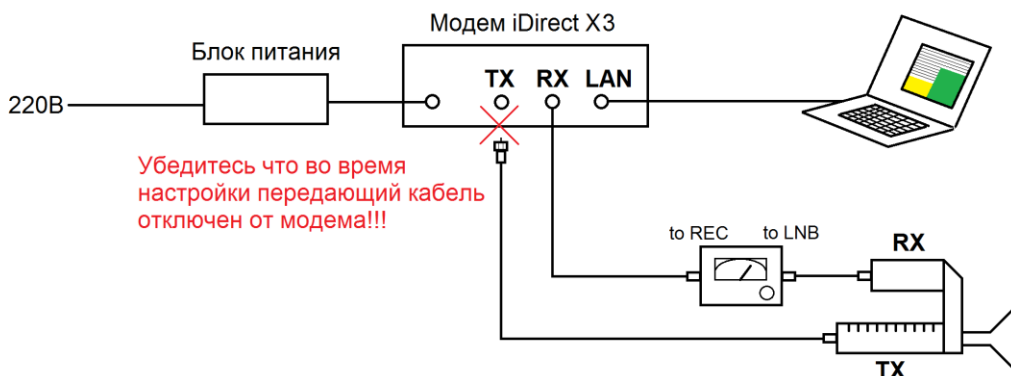 Модем iDirect X3
Блок питания
TX RX LAN
220В
Убедитесь что во время
настройки передающий кабель
отключен от модема!!!
to REC to LNB
RX
TX